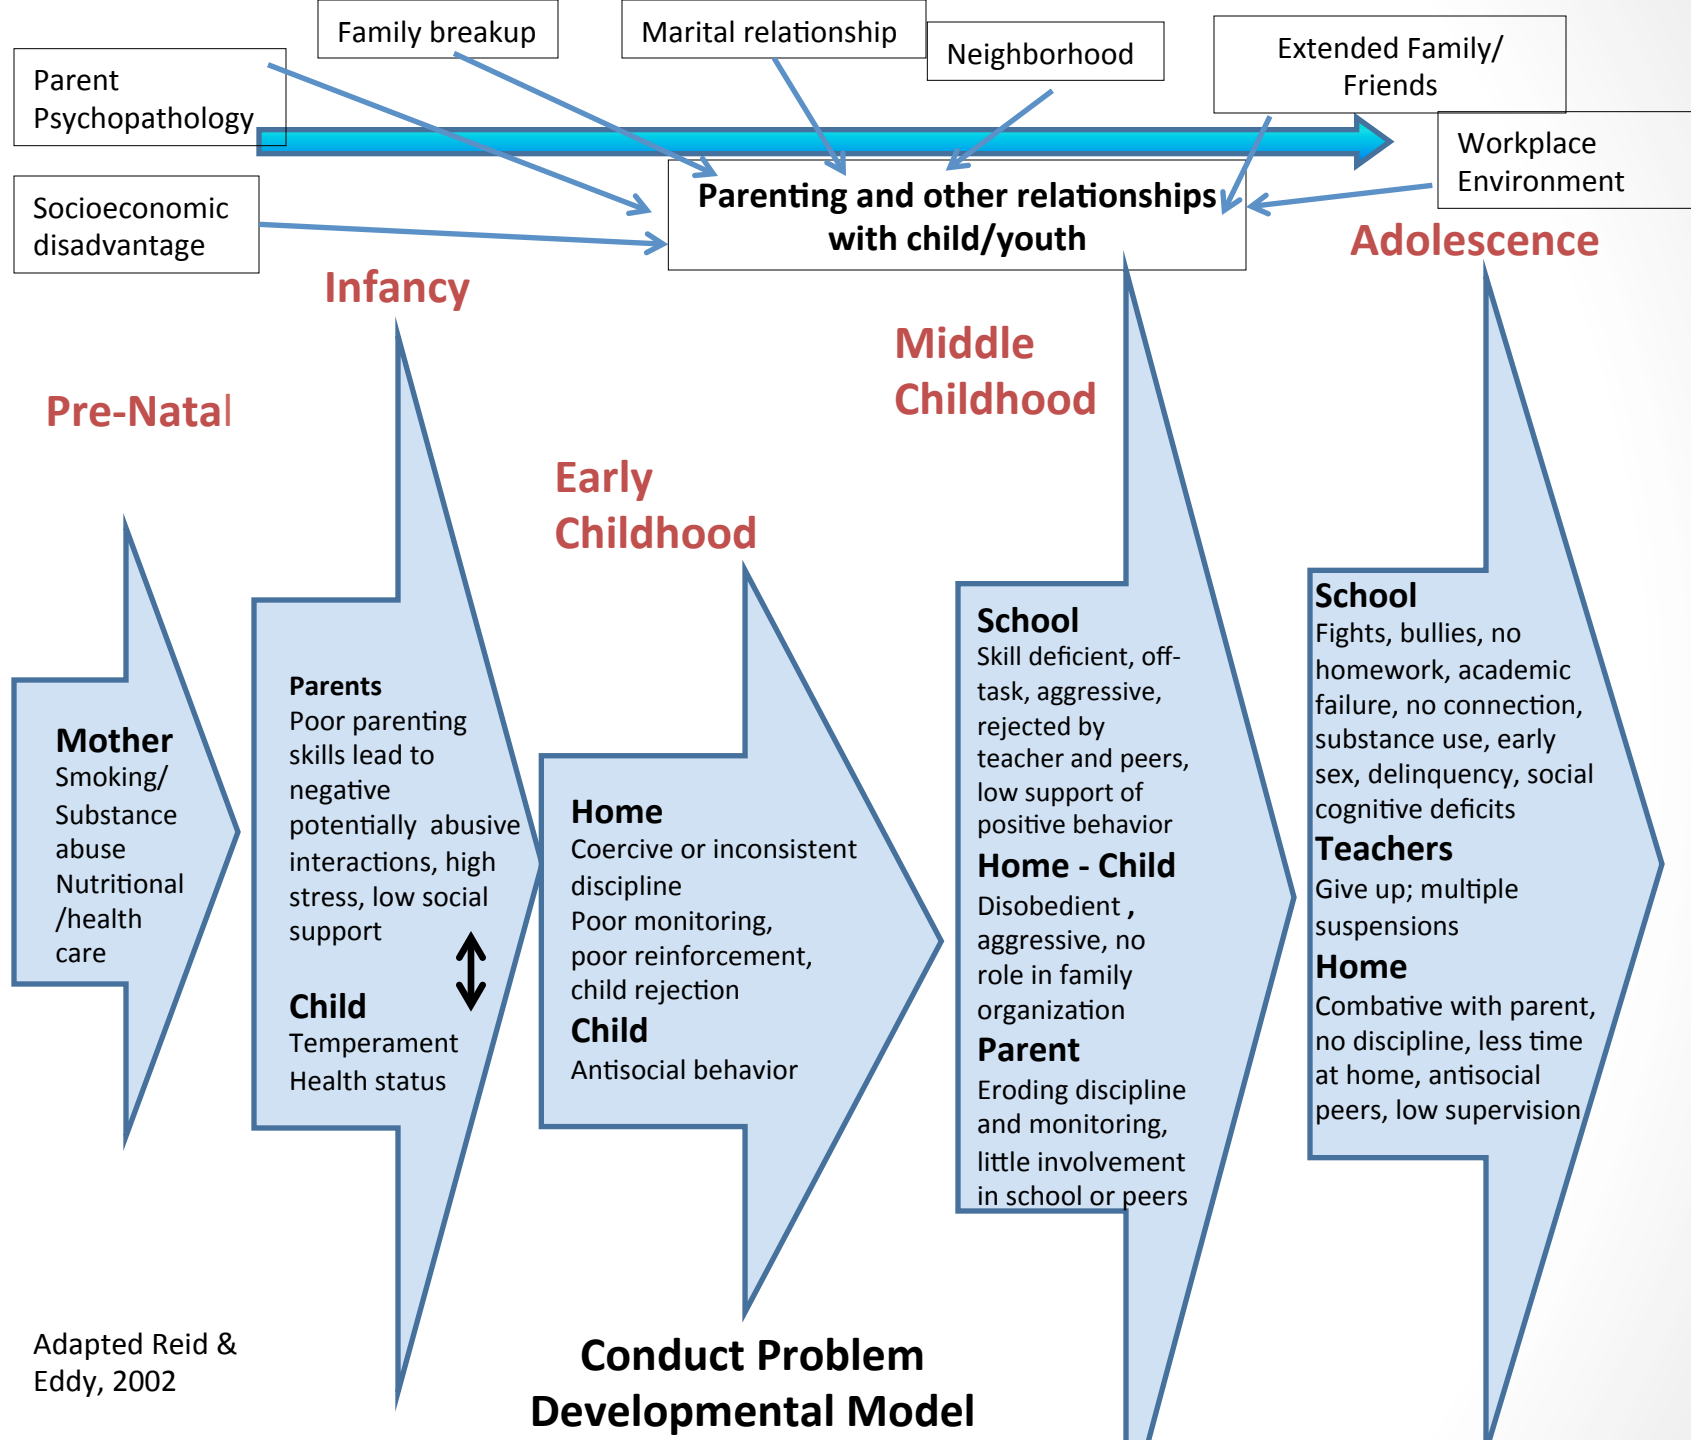 Family breakup
Marital relationship
Neighborhood
Extended Family/
Friends
Parent
Psychopathology
Workplace
Environment
Socioeconomic
disadvantage
Parenting and other relationships
with child/youth
Pre-Natal
Mother
Smoking/
Substance
abuse
Nutritional
/health
care
Infancy
Parents
Poor parenting
skills lead to
negative
potentially  abusive
interactions, high
stress, low social
support
Child
Temperament
Health status
Early
Childhood
Home
Coercive or inconsistent
discipline
Poor monitoring,
poor reinforcement,
child rejection
Child
Antisocial behavior
Middle
Childhood
School
Skill deficient, off-
task, aggressive,
rejected by
teacher and peers,
low support of
positive behavior
Home - Child
Disobedient ,
aggressive, no
role in family
organization
Parent
Eroding discipline
and monitoring,
little involvement
in school or peers
Adolescence
School
Fights, bullies, no
homework, academic
failure, no connection,
substance use, early
sex, delinquency, social
cognitive deficits
Teachers
Give up; multiple
suspensions
Home
Combative with parent,
no discipline, less time
at home, antisocial
peers, low supervision
Adapted Reid &
Eddy, 2002
Conduct Problem
Developmental Model